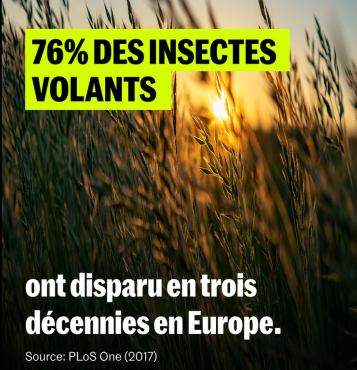 76% DES INSECTES
VOLANTS
ont disparu en trois
décennies en Europe.
Source: PLoS One (2017)